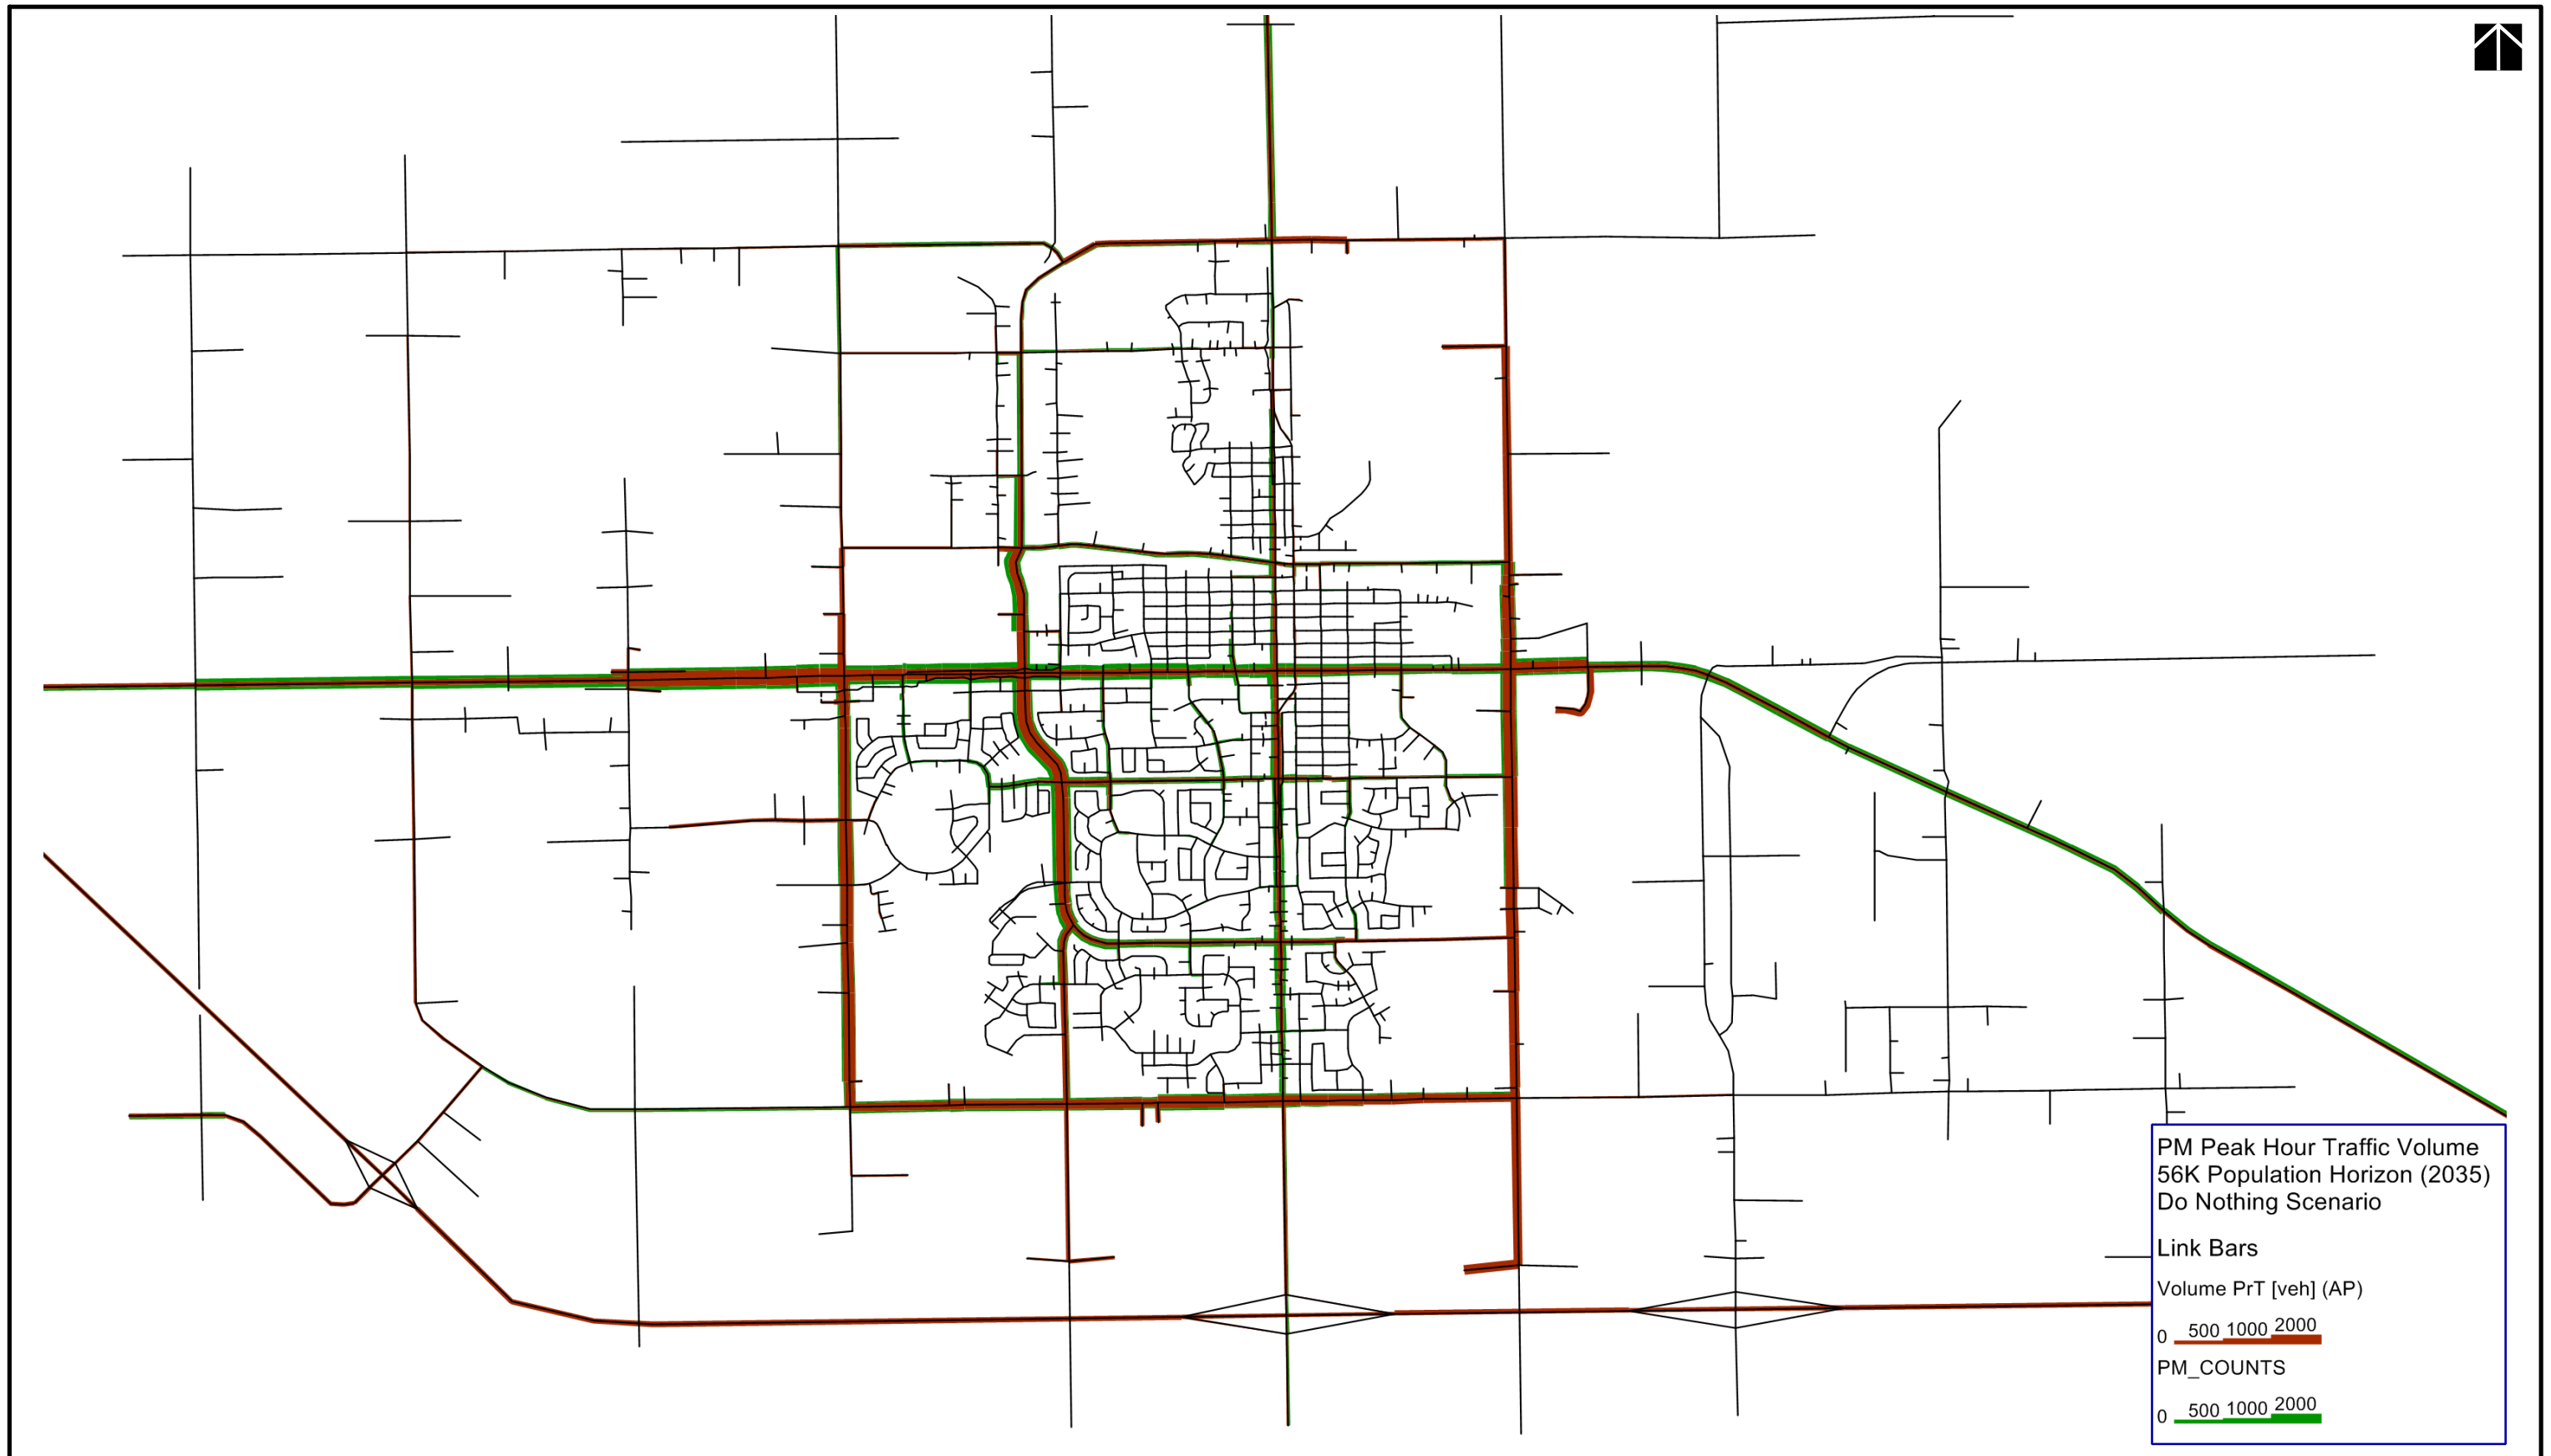 PM Peak Hour Traffic Volume
56K Population Horizon (2035)
Do Nothing Scenario
Link Bars
Volume PrT [veh] (AP)
0 500 1000 2000
PM_COUNTS
0 500 1000 2000